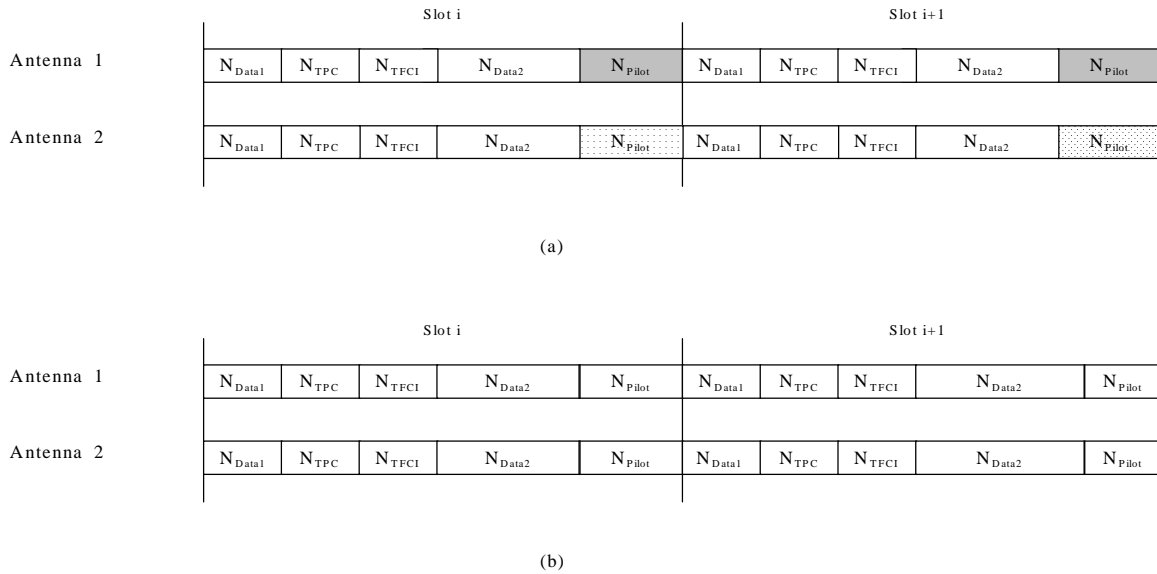 Slot i Slot i+1
Antenna 1 N_Data1 N_TPC N_TFCI N_Data2 N_Pilot N_Data1 N_TPC N_TFCI N_Data2 N_Pilot
Antenna 2 N_Data1 N_TPC N_TFCI N_Data2 N_Pilot N_Data1 N_TPC N_TFCI N_Data2 N_Pilot
(a)
Slot i Slot i+1
Antenna 1 N_Data1 N_TPC N_TFCI N_Data2 N_Pilot N_Data1 N_TPC N_TFCI N_Data2 N_Pilot
Antenna 2 N_Data1 N_TPC N_TFCI N_Data2 N_Pilot N_Data1 N_TPC N_TFCI N_Data2 N_Pilot
(b)